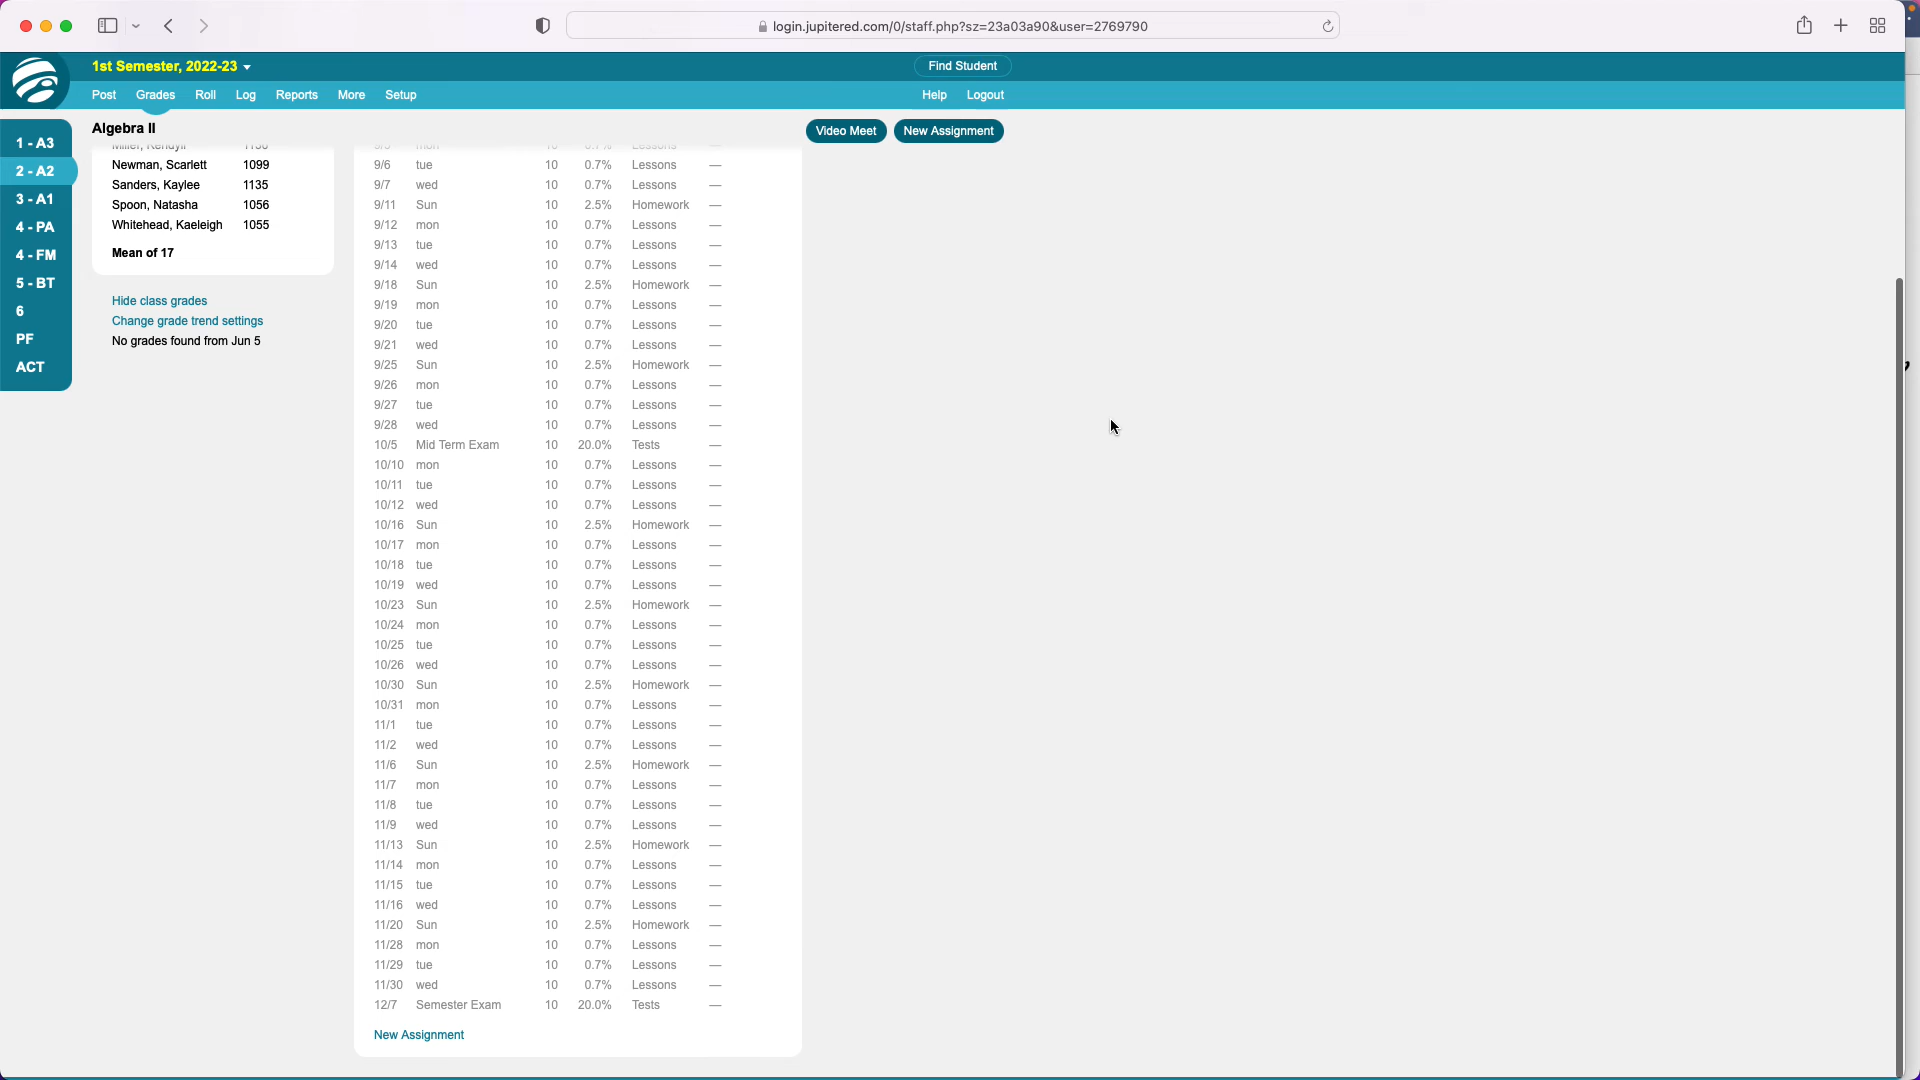 login.jupitered.com/0/staff.php?sz=23a03a90&user=2769790
1st Semester, 2022-23
Find Student
Post Grades Roll Log Reports More Setup Help Logout
Algebra II
Video Meet New Assignment
1 - A3
2 - A2
3 - A1
4 - PA
4 - FM
5 - BT
6
PF
ACT
Newman, Scarlett 1099
Sanders, Kaylee 1135
Spoon, Natasha 1056
Whitehead, Kaeleigh 1055
Mean of 17
Hide class grades
Change grade trend settings
No grades found from Jun 5
9/6 tue 10 0.7% Lessons —
9/7 wed 10 0.7% Lessons —
9/11 Sun 10 2.5% Homework —
9/12 mon 10 0.7% Lessons —
9/13 tue 10 0.7% Lessons —
9/14 wed 10 0.7% Lessons —
9/18 Sun 10 2.5% Homework —
9/19 mon 10 0.7% Lessons —
9/20 tue 10 0.7% Lessons —
9/21 wed 10 0.7% Lessons —
9/25 Sun 10 2.5% Homework —
9/26 mon 10 0.7% Lessons —
9/27 tue 10 0.7% Lessons —
9/28 wed 10 0.7% Lessons —
10/5 Mid Term Exam 10 20.0% Tests —
10/10 mon 10 0.7% Lessons —
10/11 tue 10 0.7% Lessons —
10/12 wed 10 0.7% Lessons —
10/16 Sun 10 2.5% Homework —
10/17 mon 10 0.7% Lessons —
10/18 tue 10 0.7% Lessons —
10/19 wed 10 0.7% Lessons —
10/23 Sun 10 2.5% Homework —
10/24 mon 10 0.7% Lessons —
10/25 tue 10 0.7% Lessons —
10/26 wed 10 0.7% Lessons —
10/30 Sun 10 2.5% Homework —
10/31 mon 10 0.7% Lessons —
11/1 tue 10 0.7% Lessons —
11/2 wed 10 0.7% Lessons —
11/6 Sun 10 2.5% Homework —
11/7 mon 10 0.7% Lessons —
11/8 tue 10 0.7% Lessons —
11/9 wed 10 0.7% Lessons —
11/13 Sun 10 2.5% Homework —
11/14 mon 10 0.7% Lessons —
11/15 tue 10 0.7% Lessons —
11/16 wed 10 0.7% Lessons —
11/20 Sun 10 2.5% Homework —
11/28 mon 10 0.7% Lessons —
11/29 tue 10 0.7% Lessons —
11/30 wed 10 0.7% Lessons —
12/7 Semester Exam 10 20.0% Tests —
New Assignment